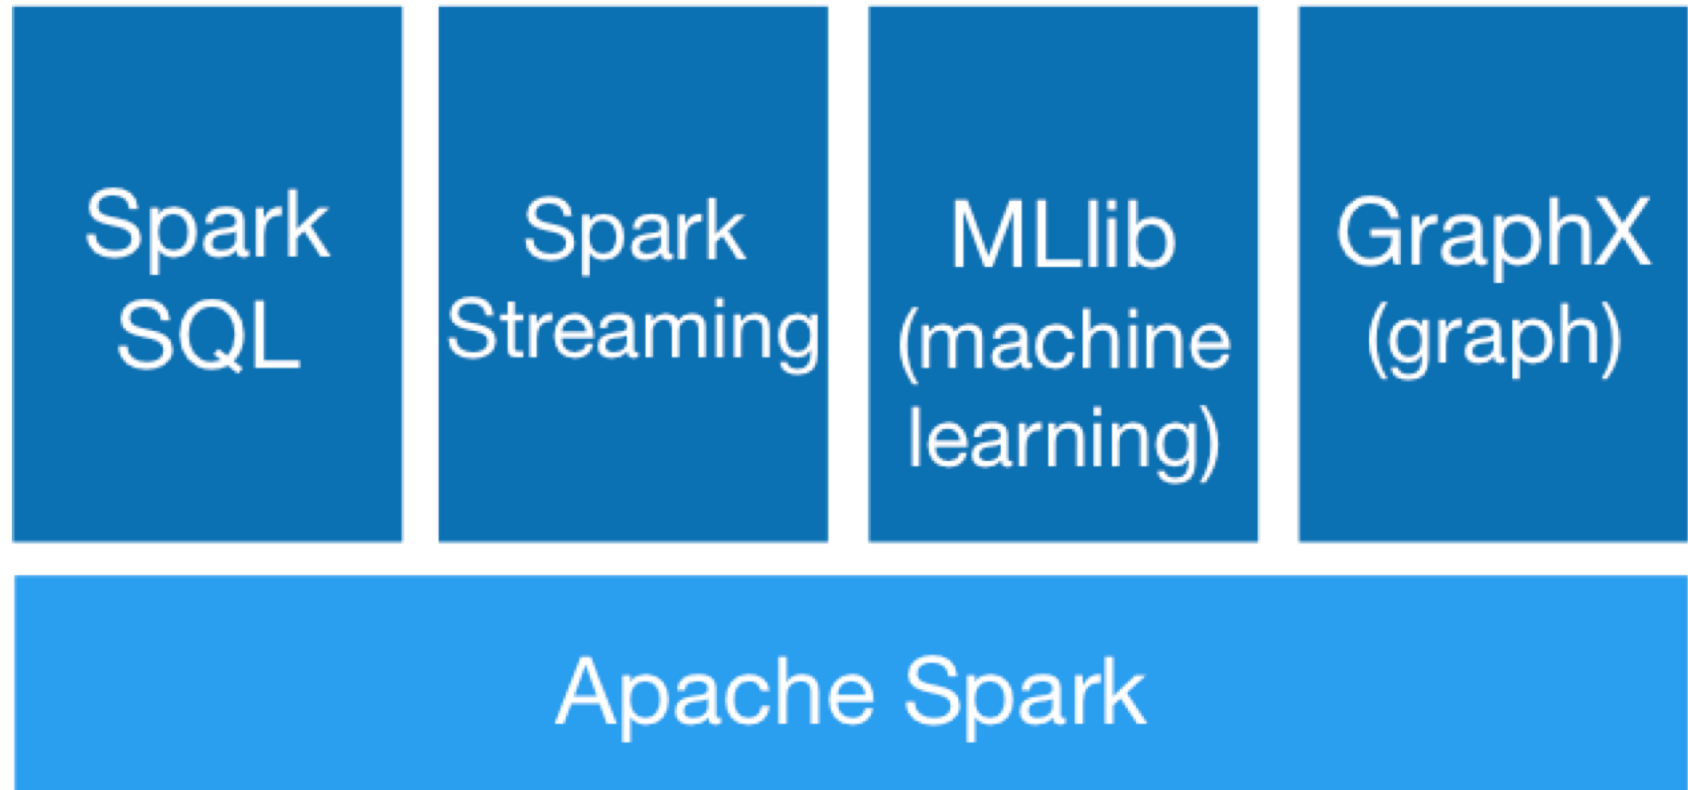 Spark
SQL
Spark
Streaming
MLlib
(machine
learning)
GraphX
(graph)
Apache Spark